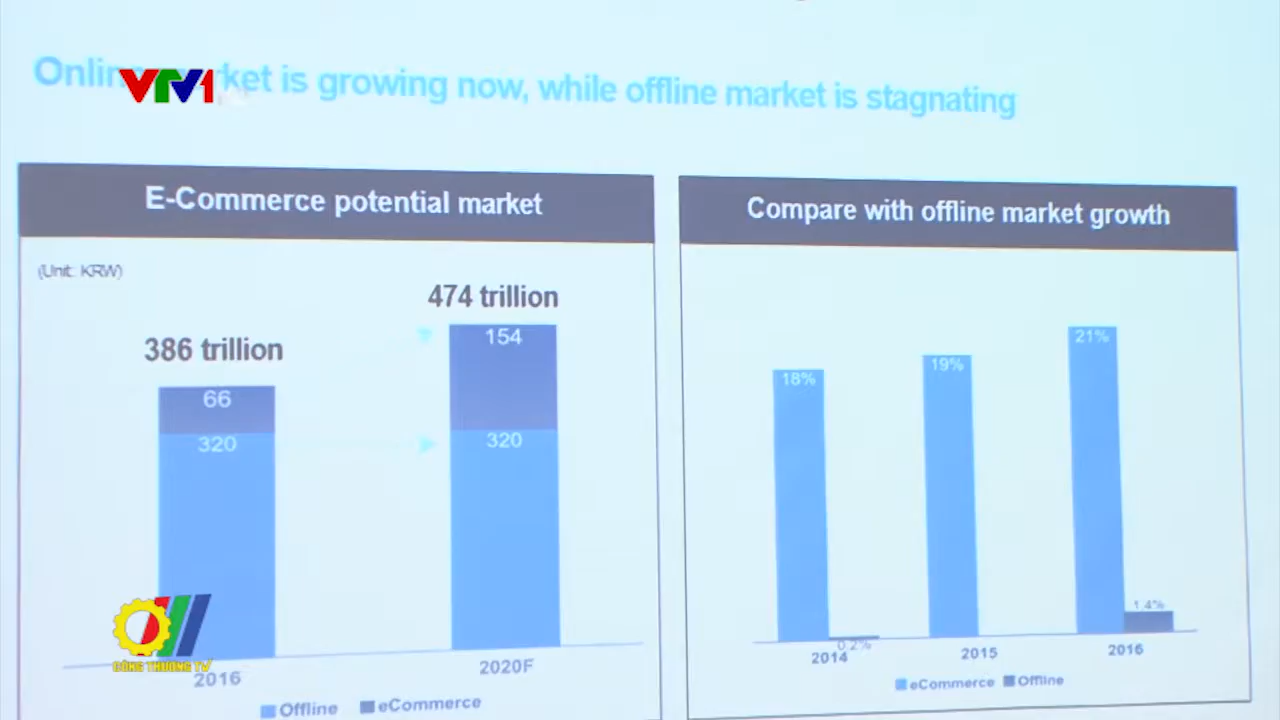 Online market is growing now, while offline market is stagnating
VTV1
E-Commerce potential market
(Unit: KRW)
386 trillion
66
320
474 trillion
154
320
2016
2020F
Offline eCommerce
Compare with offline market growth
18%
0.2%
19%
21%
1.4%
2014
2015
2016
eCommerce Offline
CÔNG THƯƠNG TV